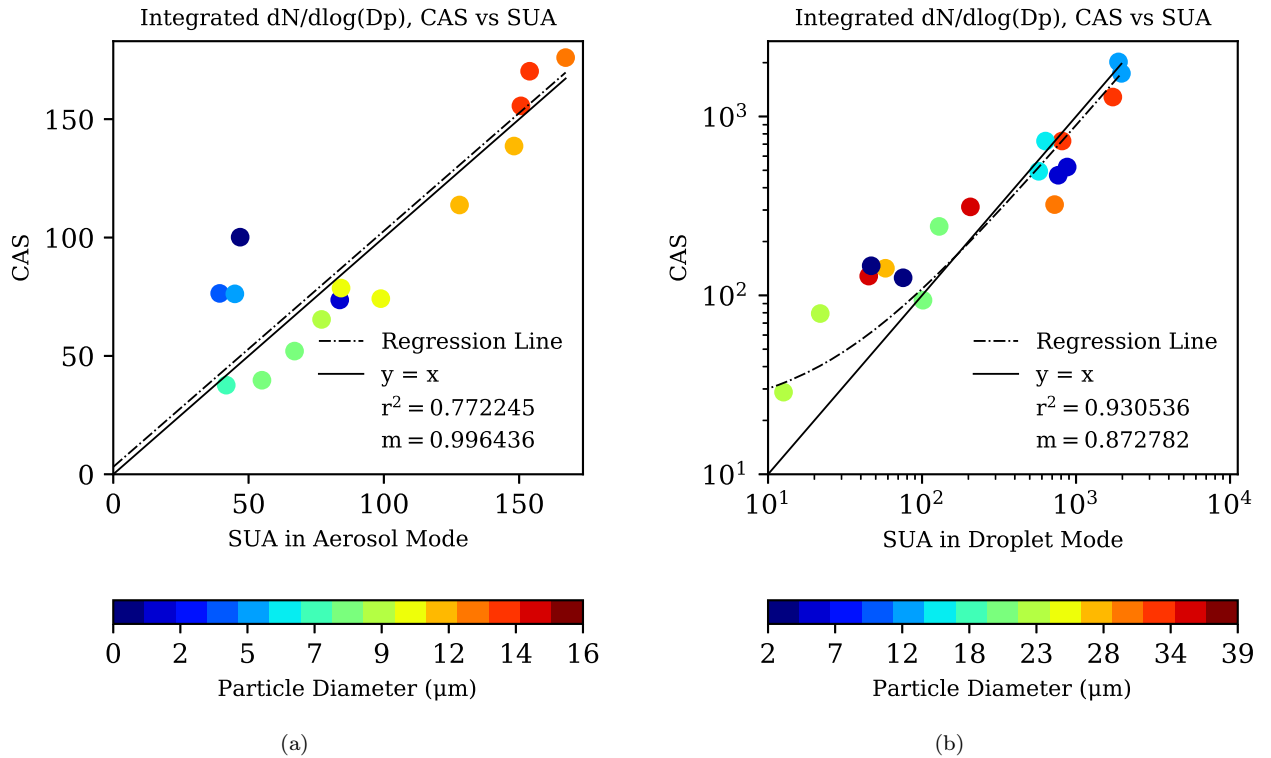 Integrated dN/dlog(Dp), CAS vs SUA
CAS
150
100
50
0
0 50 100 150
SUA in Aerosol Mode
Regression Line
y = x
r² = 0.772245
m = 0.996436
0 2 5 7 9 12 14 16
Particle Diameter (μm)
(a)
Integrated dN/dlog(Dp), CAS vs SUA
CAS
10³
10²
10¹
10¹ 10² 10³ 10⁴
SUA in Droplet Mode
Regression Line
y = x
r² = 0.930536
m = 0.872782
2 7 12 18 23 28 34 39
Particle Diameter (μm)
(b)